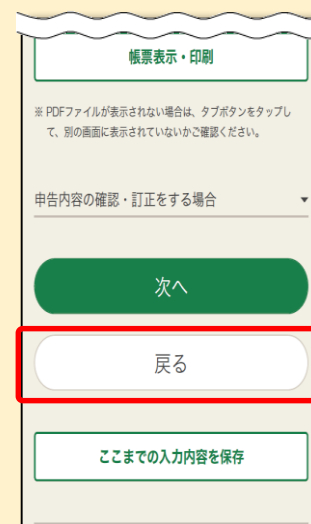 帳票表示・印刷
※ PDFファイルが表示されない場合は、タブボタンをタップし
て、別の画面に表示されていないかご確認ください。
申告内容の確認・訂正をする場合
次へ
戻る
ここまでの入力内容を保存